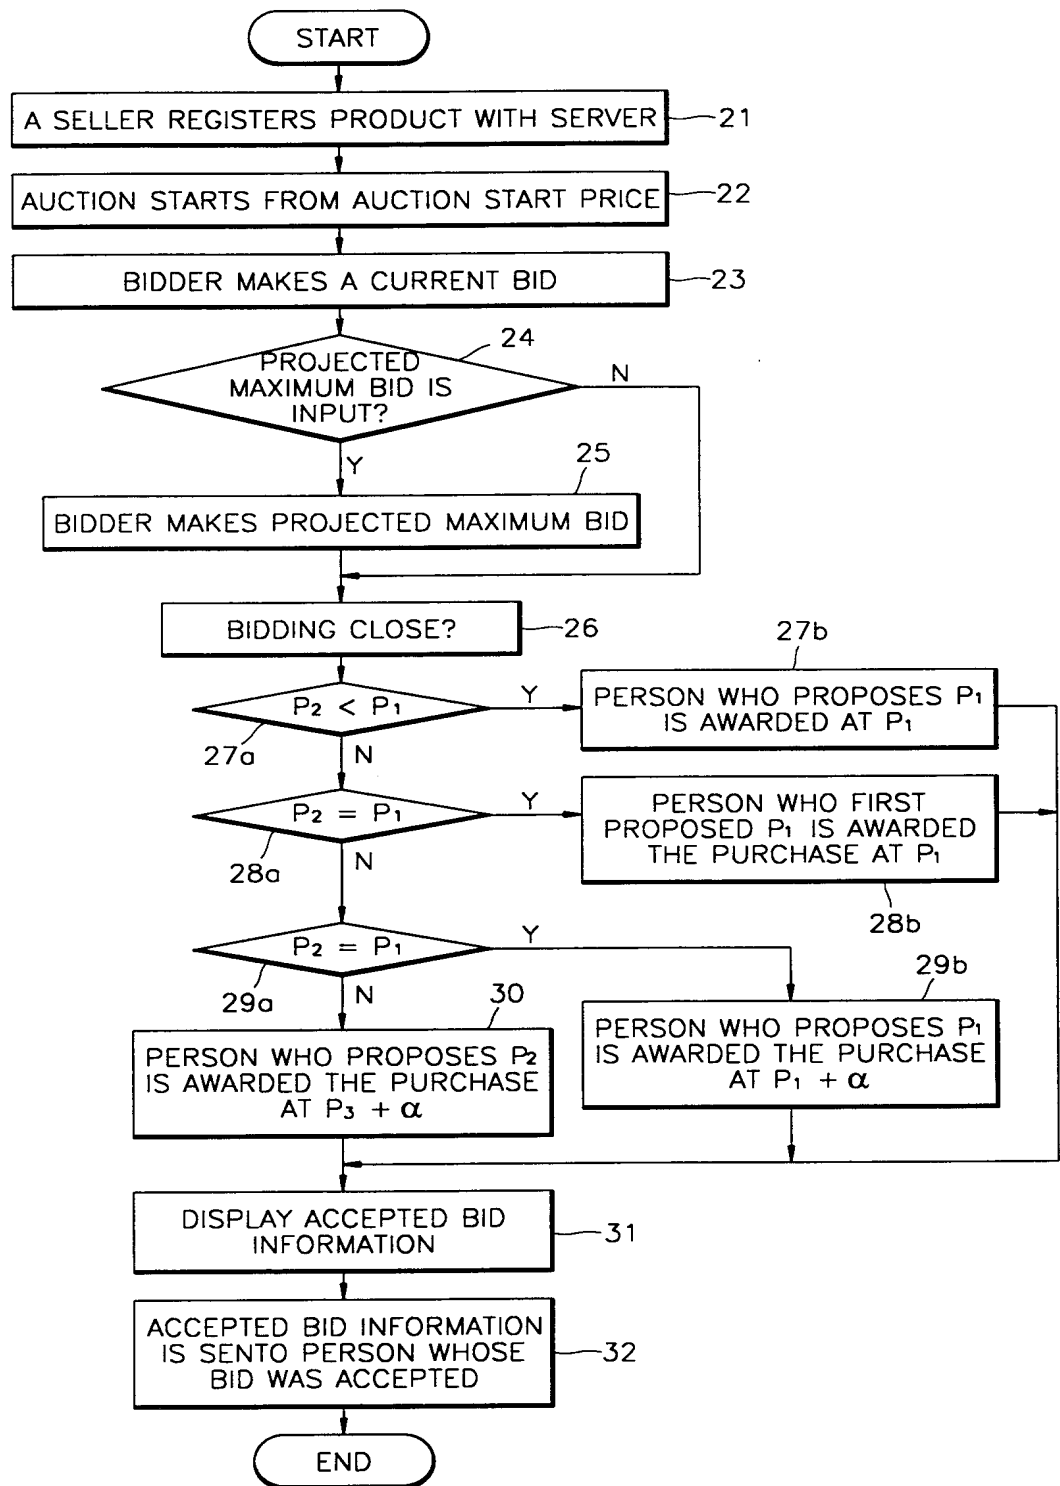 START
A SELLER REGISTERS PRODUCT WITH SERVER
21
AUCTION STARTS FROM AUCTION START PRICE
22
BIDDER MAKES A CURRENT BID
23
24
PROJECTED
MAXIMUM BID IS
INPUT?
N
Y
25
BIDDER MAKES PROJECTED MAXIMUM BID
BIDDING CLOSE?
26
27b
P2 < P1
Y
PERSON WHO PROPOSES P1
IS AWARDED AT P1
27a
N
P2 = P1
Y
PERSON WHO FIRST
PROPOSED P1 IS AWARDED
THE PURCHASE AT P1
28a
N
28b
P2 = P1
Y
29a
N
29b
30
PERSON WHO PROPOSES P1
IS AWARDED THE PURCHASE
AT P1 + α
PERSON WHO PROPOSES P2
IS AWARDED THE PURCHASE
AT P3 + α
DISPLAY ACCEPTED BID
INFORMATION
31
ACCEPTED BID INFORMATION
IS SENTO PERSON WHOSE
BID WAS ACCEPTED
32
END